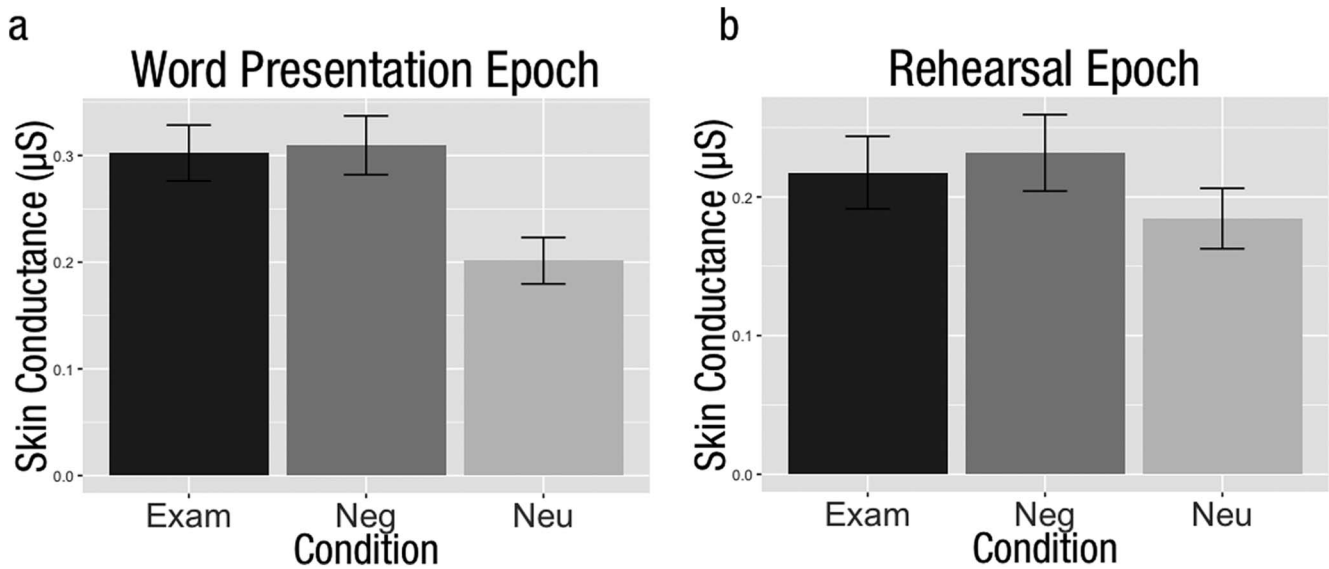 a
Word Presentation Epoch
Skin Conductance (µS)
0.3
0.2
0.1
0.0
Exam Neg Neu
Condition
b
Rehearsal Epoch
Skin Conductance (µS)
0.2
0.1
0.0
Exam Neg Neu
Condition